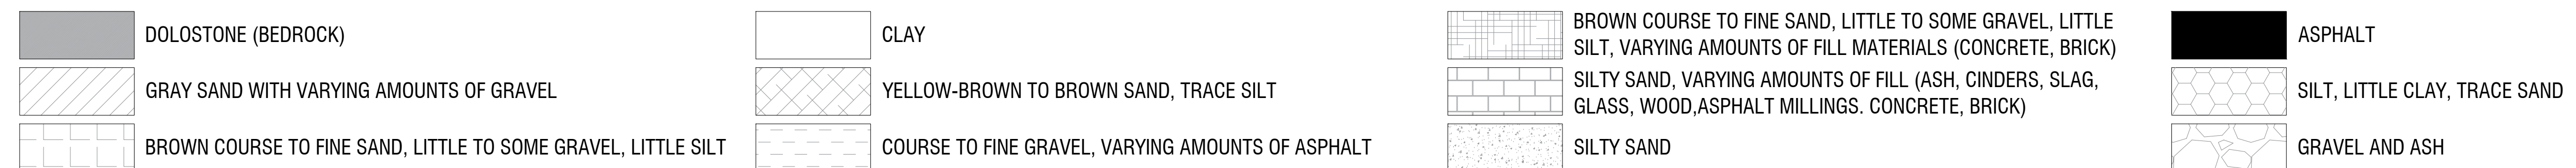 DOLOSTONE (BEDROCK)
GRAY SAND WITH VARYING AMOUNTS OF GRAVEL
BROWN COURSE TO FINE SAND, LITTLE TO SOME GRAVEL, LITTLE SILT
CLAY
YELLOW-BROWN TO BROWN SAND, TRACE SILT
COURSE TO FINE GRAVEL, VARYING AMOUNTS OF ASPHALT
BROWN COURSE TO FINE SAND, LITTLE TO SOME GRAVEL, LITTLE
SILT, VARYING AMOUNTS OF FILL MATERIALS (CONCRETE, BRICK)
SILTY SAND, VARYING AMOUNTS OF FILL (ASH, CINDERS, SLAG,
GLASS, WOOD,ASPHALT MILLINGS. CONCRETE, BRICK)
SILTY SAND
ASPHALT
SILT, LITTLE CLAY, TRACE SAND
GRAVEL AND ASH